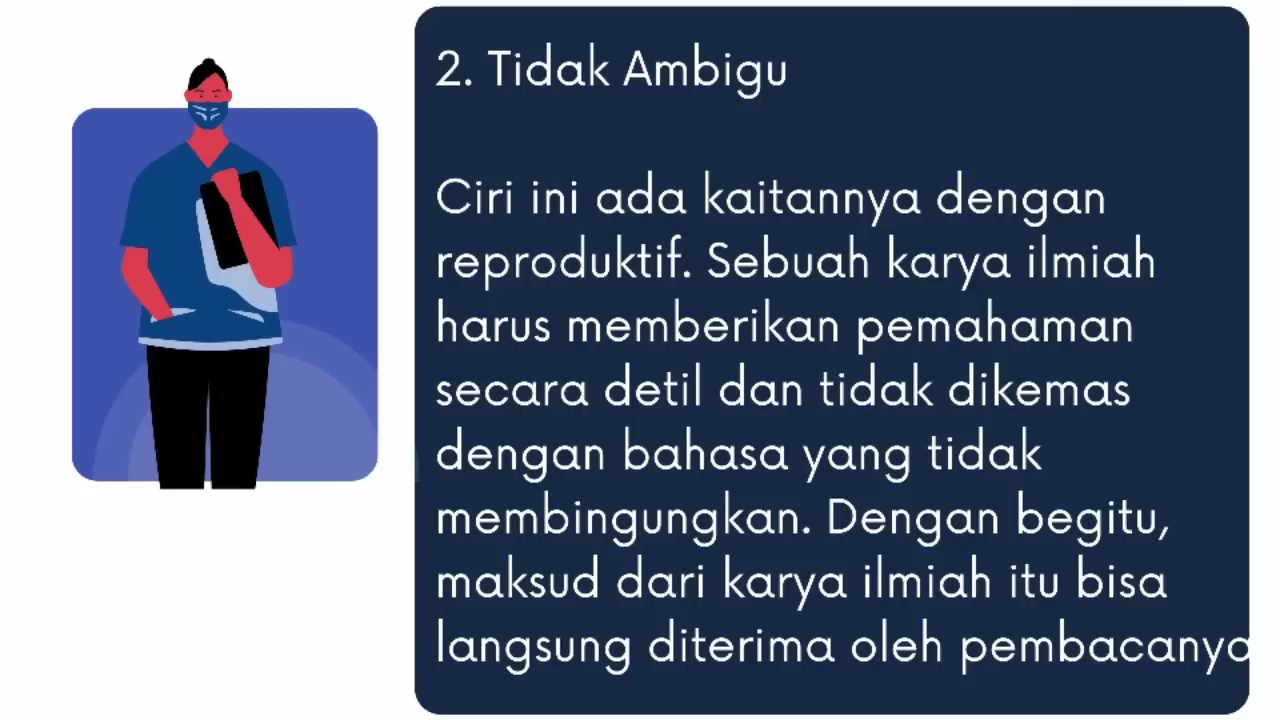 2. Tidak Ambigu
Ciri ini ada kaitannya dengan
reproduktif. Sebuah karya ilmiah
harus memberikan pemahaman
secara detil dan tidak dikemas
dengan bahasa yang tidak
membingungkan. Dengan begitu,
maksud dari karya ilmiah itu bisa
langsung diterima oleh pembacanya